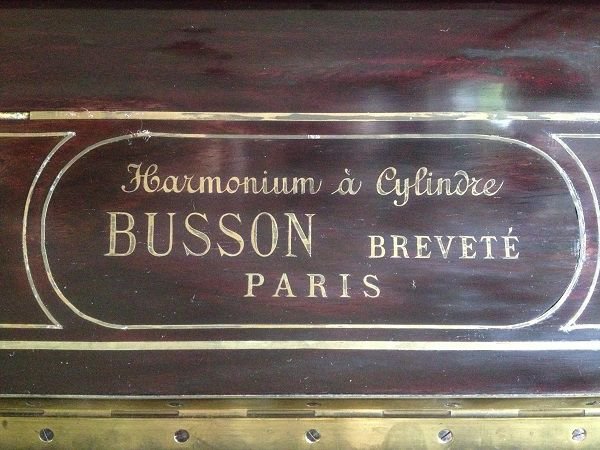 Harmonium à Cylindre
BUSSON BREVETÉ
PARIS